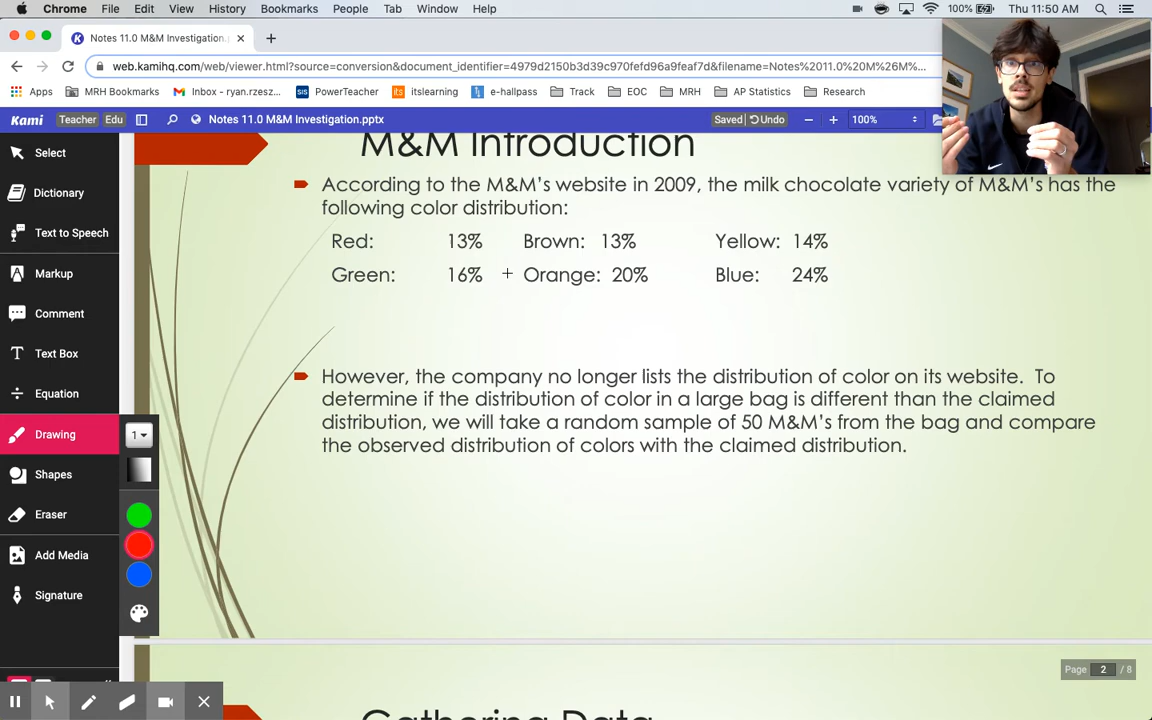 Chrome File Edit View History Bookmarks People Tab Window Help 100% Thu 11:50 AM
Notes 11.0 M&M Investigation.
web.kamihq.com/web/viewer.html?source=conversion&document_identifier=4979d2150b3d39c970fefd96a9feaf7d&filename=Notes%2011.0%20M%26M%...
Apps MRH Bookmarks Inbox - ryan.rzesz... SIS PowerTeacher its itslearning e-hallpass Track EOC MRH AP Statistics Research
Kami Teacher Edu Notes 11.0 M&M Investigation.pptx Saved Undo 100%
Select
Dictionary
Text to Speech
Markup
Comment
Text Box
Equation
Drawing
Shapes
Eraser
Add Media
Signature
1
M&M Introduction
According to the M&M's website in 2009, the milk chocolate variety of M&M's has the
following color distribution:
Red: 13% Brown: 13% Yellow: 14%
Green: 16% Orange: 20% Blue: 24%
However, the company no longer lists the distribution of color on its website. To
determine if the distribution of color in a large bag is different than the claimed
distribution, we will take a random sample of 50 M&M's from the bag and compare
the observed distribution of colors with the claimed distribution.
Page 2 / 8
Gathering Data